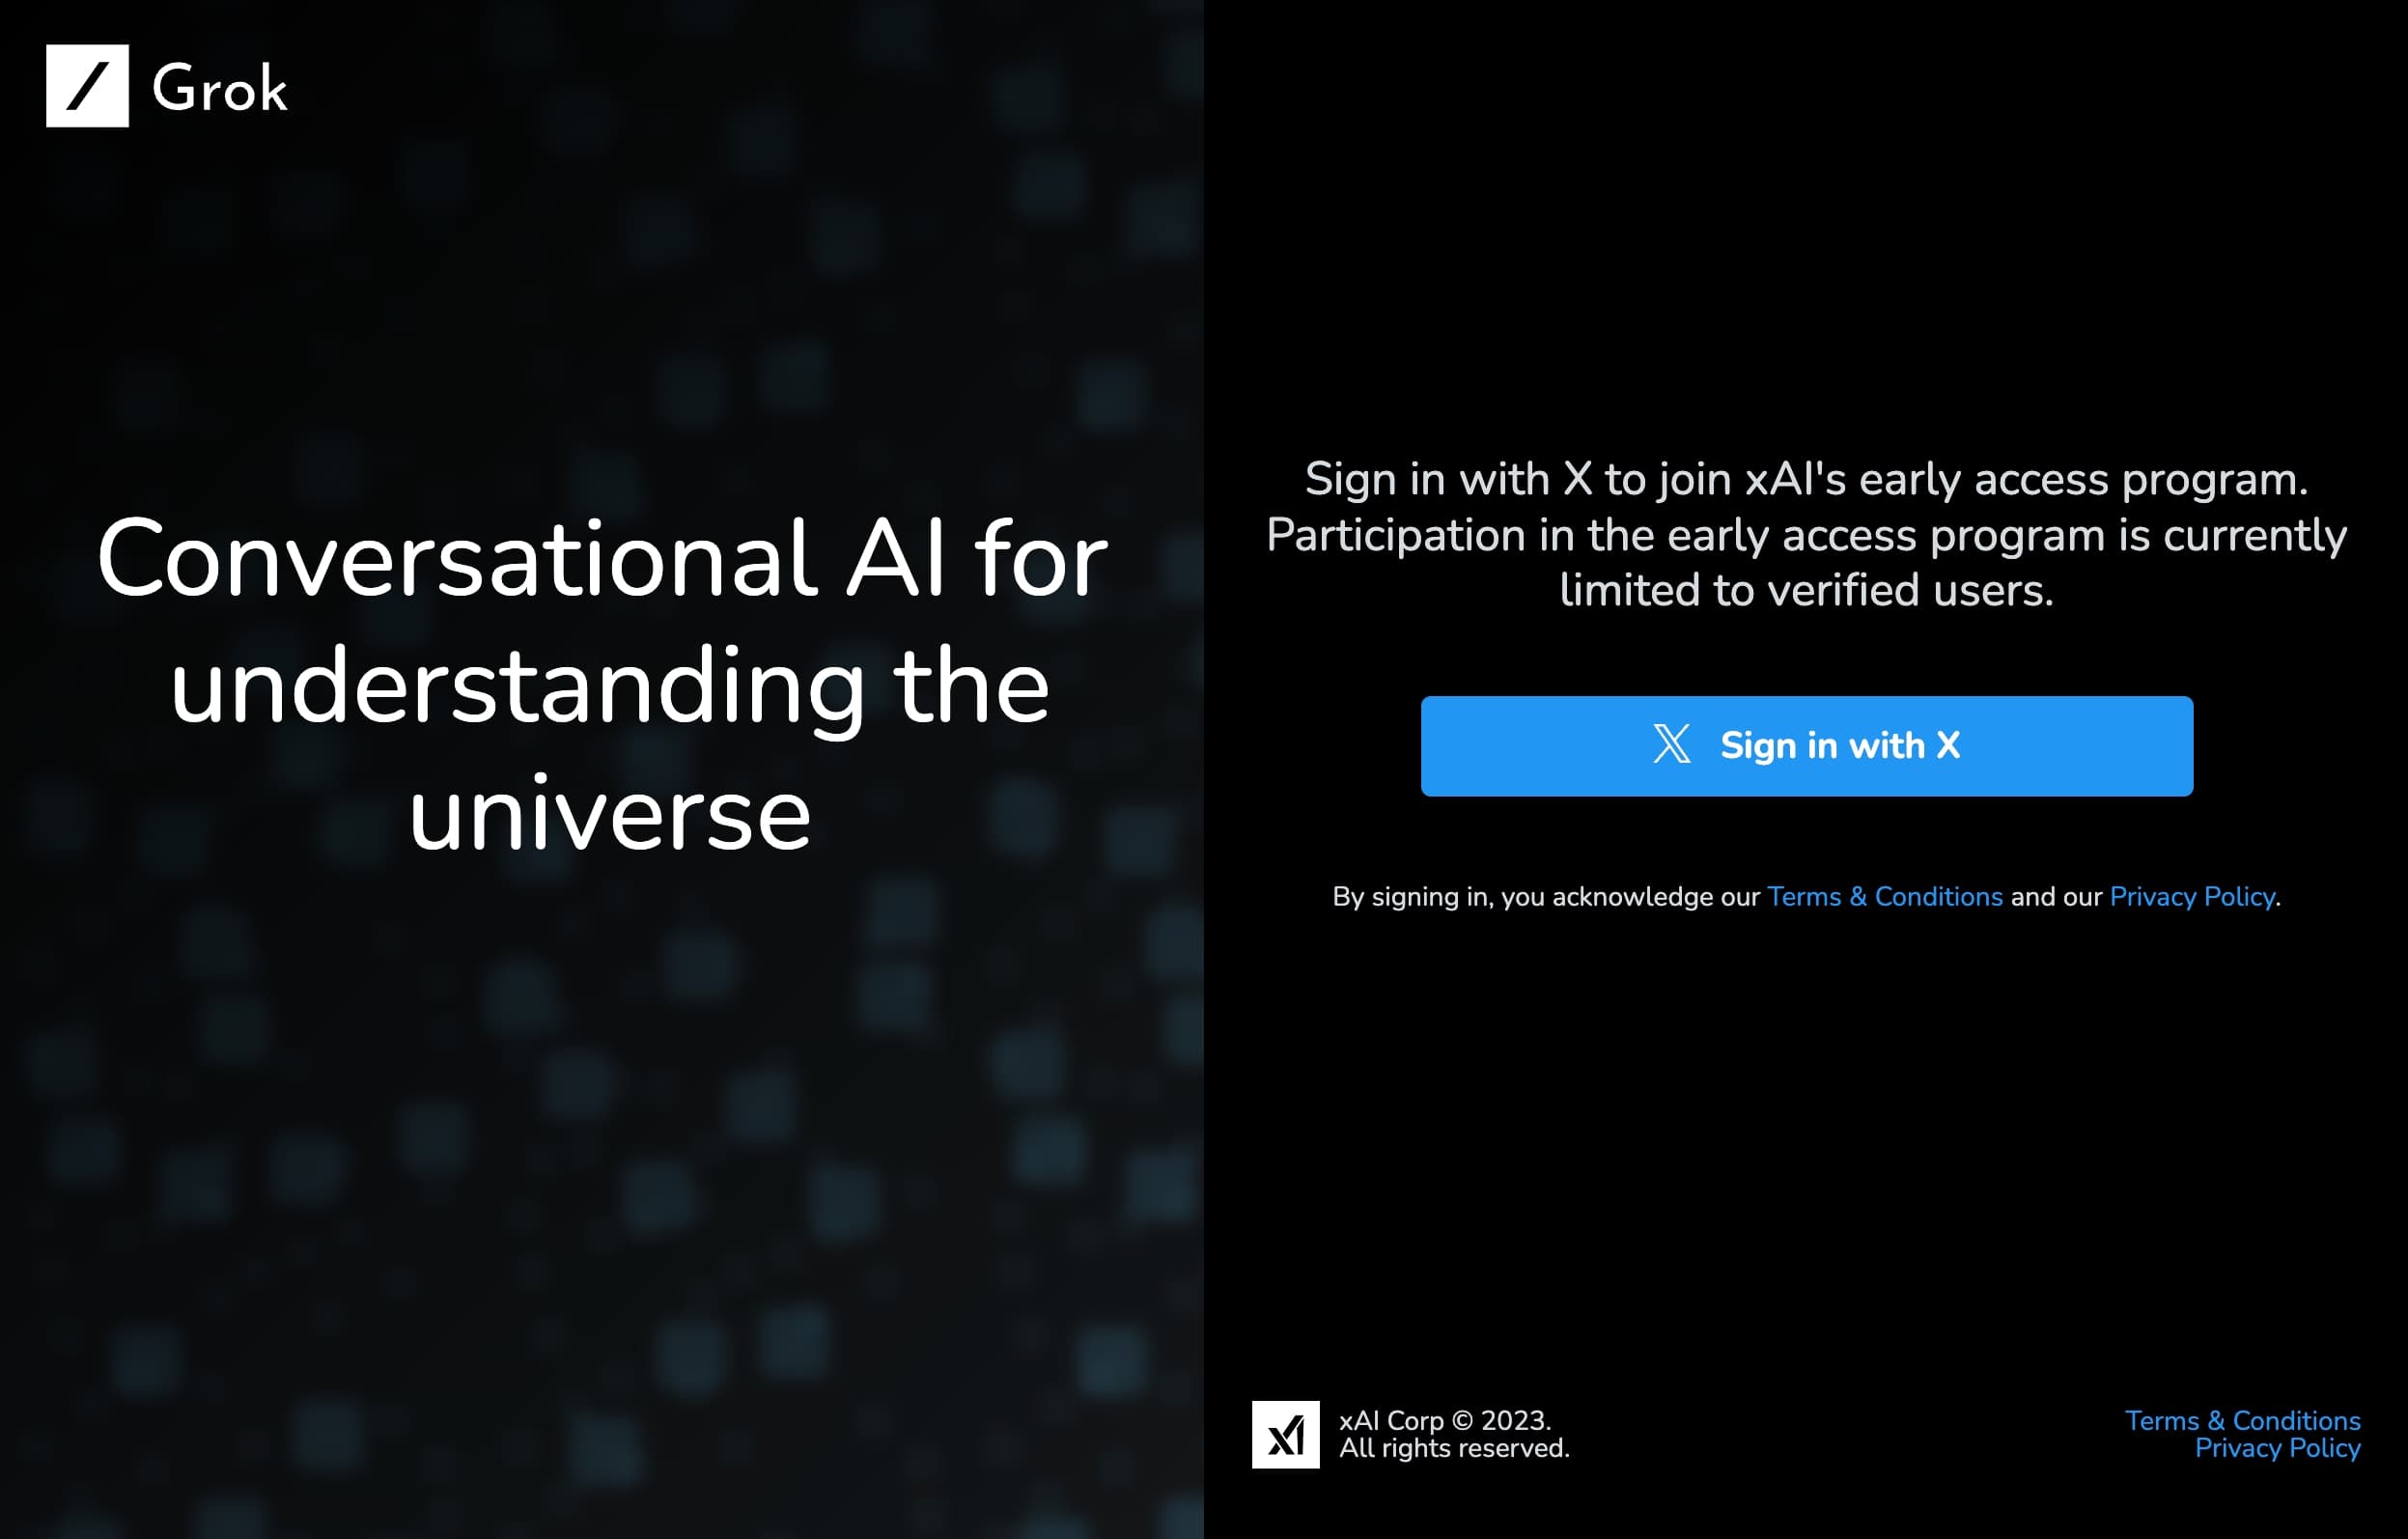 Grok
Conversational AI for
understanding the
universe
Sign in with X to join xAI's early access program.
Participation in the early access program is currently
limited to verified users.
𝕏 Sign in with X
By signing in, you acknowledge our Terms & Conditions and our Privacy Policy.
xAI
xAI Corp © 2023.
All rights reserved.
Terms & Conditions
Privacy Policy